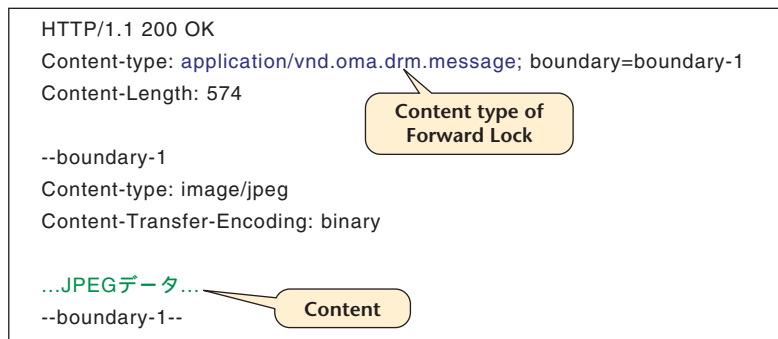 HTTP/1.1 200 OK
Content-type: application/vnd.oma.drm.message; boundary=boundary-1
Content-Length: 574
Content type of
Forward Lock
--boundary-1
Content-type: image/jpeg
Content-Transfer-Encoding: binary
...JPEGデータ...
Content
--boundary-1--